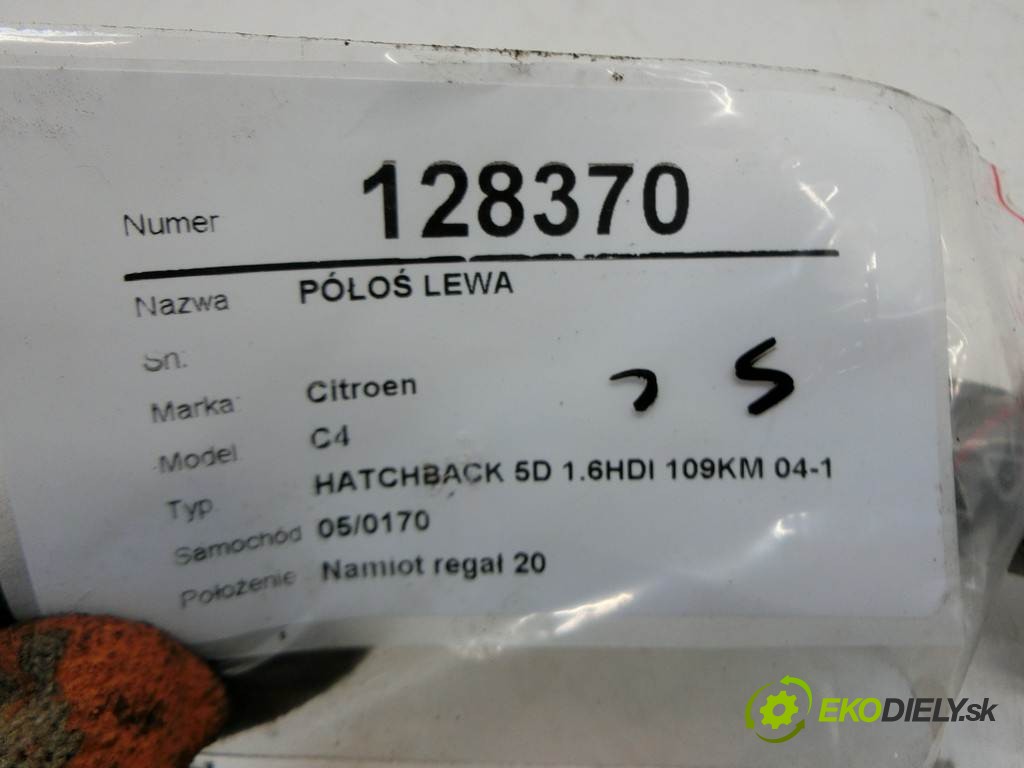 Numer 128370
Nazwa PÓŁOŚ LEWA
Sn:
Marka: Citroen
Model C4
Typ HATCHBACK 5D 1.6HDI 109KM 04-1
Samochód 05/0170
Położenie Namiot regał 20
EKODIELY.sk